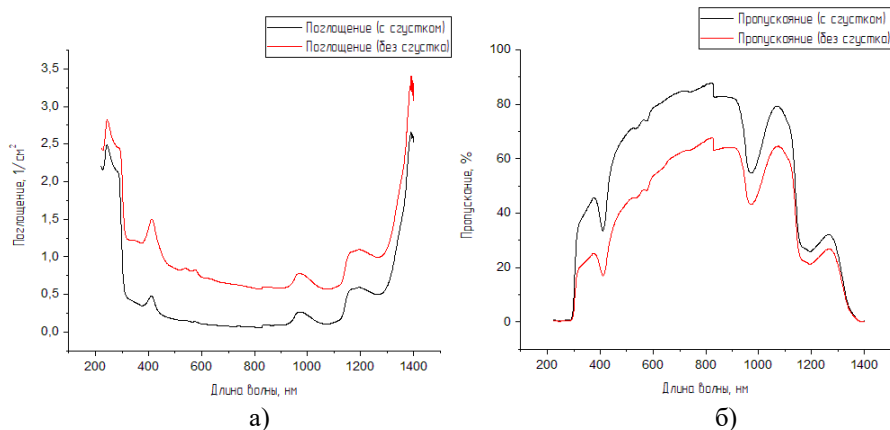 а)
Поглощение (с сгустком)
Поглощение (без сгустка)
3,5
3,0
2,5
2,0
1,5
1,0
0,5
0,0
Поглощение, 1/см²
200 400 600 800 1000 1200 1400
Длина волны, нм
а)
б)
Пропускаяние (с сгустком)
Пропускаяние (без сгустка)
100
80
60
40
20
0
Пропускание, %
200 400 600 800 1000 1200 1400
Длина волны, нм
б)